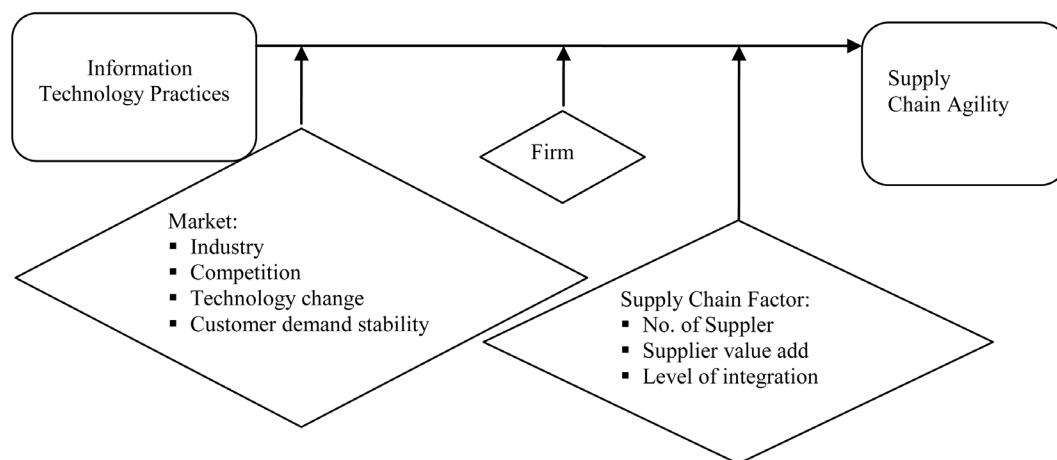 Information
Technology Practices
Supply
Chain Agility
Firm
Market:
▪ Industry
▪ Competition
▪ Technology change
▪ Customer demand stability
Supply Chain Factor:
▪ No. of Suppler
▪ Supplier value add
▪ Level of integration